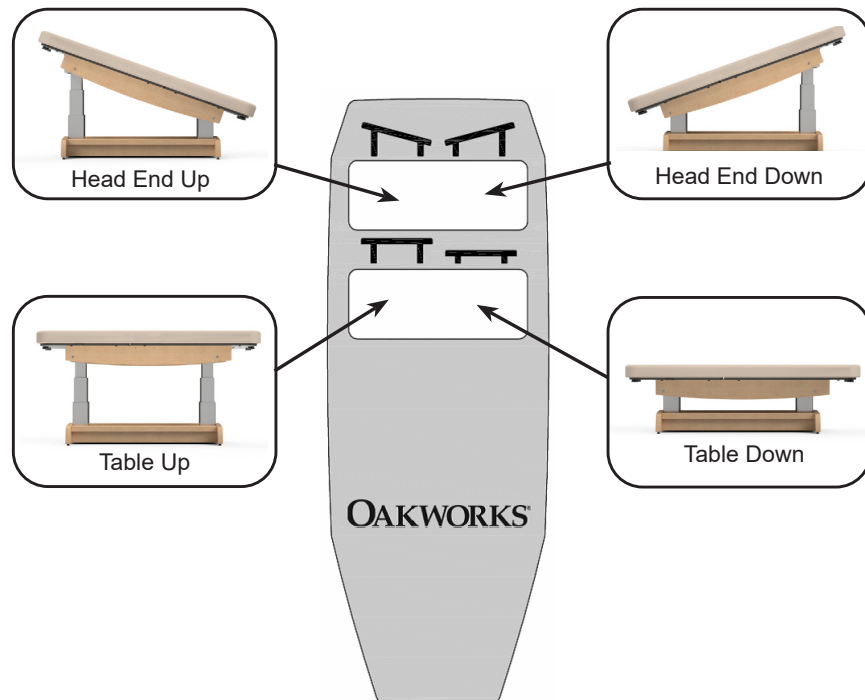 Head End Up
Head End Down
Table Up
Table Down
OAKWORKS®